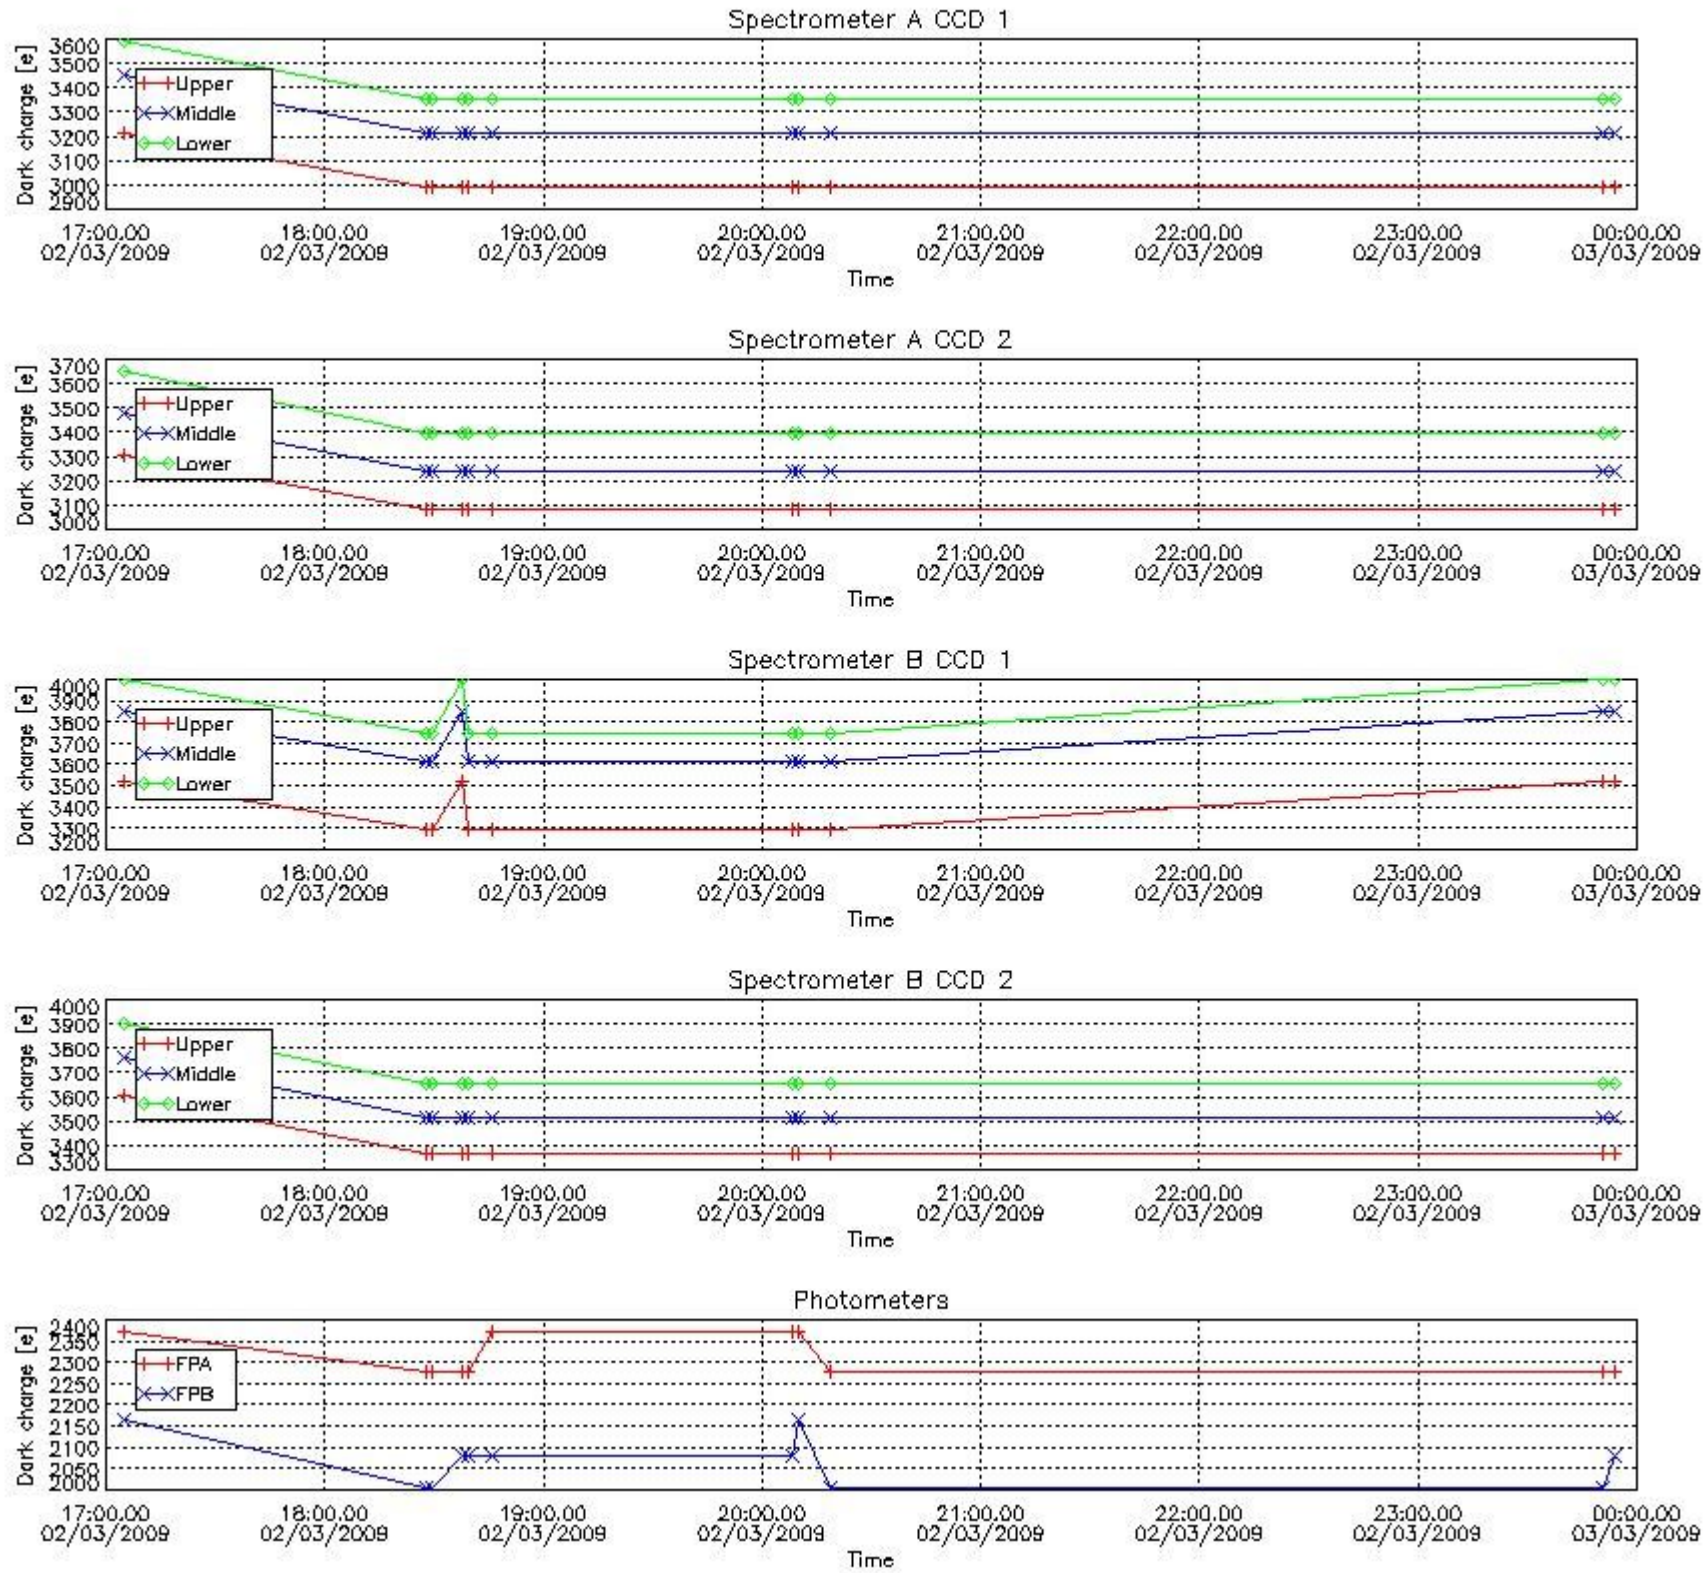 Spectrometer A CCD 1
Dark charge [e]
3600
3500
3400
3300
3200
3100
3000
2900
Upper
Middle
Lower
17:00.00 18:00.00 19:00.00 20:00.00 21:00.00 22:00.00 23:00.00 00:00.00
02/03/2009 02/03/2009 02/03/2009 02/03/2009 02/03/2009 02/03/2009 02/03/2009 03/03/2009
Time
Spectrometer A CCD 2
Dark charge [e]
3700
3600
3500
3400
3300
3200
3100
3000
Upper
Middle
Lower
17:00.00 18:00.00 19:00.00 20:00.00 21:00.00 22:00.00 23:00.00 00:00.00
02/03/2009 02/03/2009 02/03/2009 02/03/2009 02/03/2009 02/03/2009 02/03/2009 03/03/2009
Time
Spectrometer B CCD 1
Dark charge [e]
4000
3900
3800
3700
3600
3500
3400
3300
3200
Upper
Middle
Lower
17:00.00 18:00.00 19:00.00 20:00.00 21:00.00 22:00.00 23:00.00 00:00.00
02/03/2009 02/03/2009 02/03/2009 02/03/2009 02/03/2009 02/03/2009 02/03/2009 03/03/2009
Time
Spectrometer B CCD 2
Dark charge [e]
4000
3900
3800
3700
3600
3500
3400
3300
Upper
Middle
Lower
17:00.00 18:00.00 19:00.00 20:00.00 21:00.00 22:00.00 23:00.00 00:00.00
02/03/2009 02/03/2009 02/03/2009 02/03/2009 02/03/2009 02/03/2009 02/03/2009 03/03/2009
Time
Photometers
Dark charge [e]
2400
2350
2300
2250
2200
2150
2100
2050
2000
FPA
FPB
17:00.00 18:00.00 19:00.00 20:00.00 21:00.00 22:00.00 23:00.00 00:00.00
02/03/2009 02/03/2009 02/03/2009 02/03/2009 02/03/2009 02/03/2009 02/03/2009 03/03/2009
Time